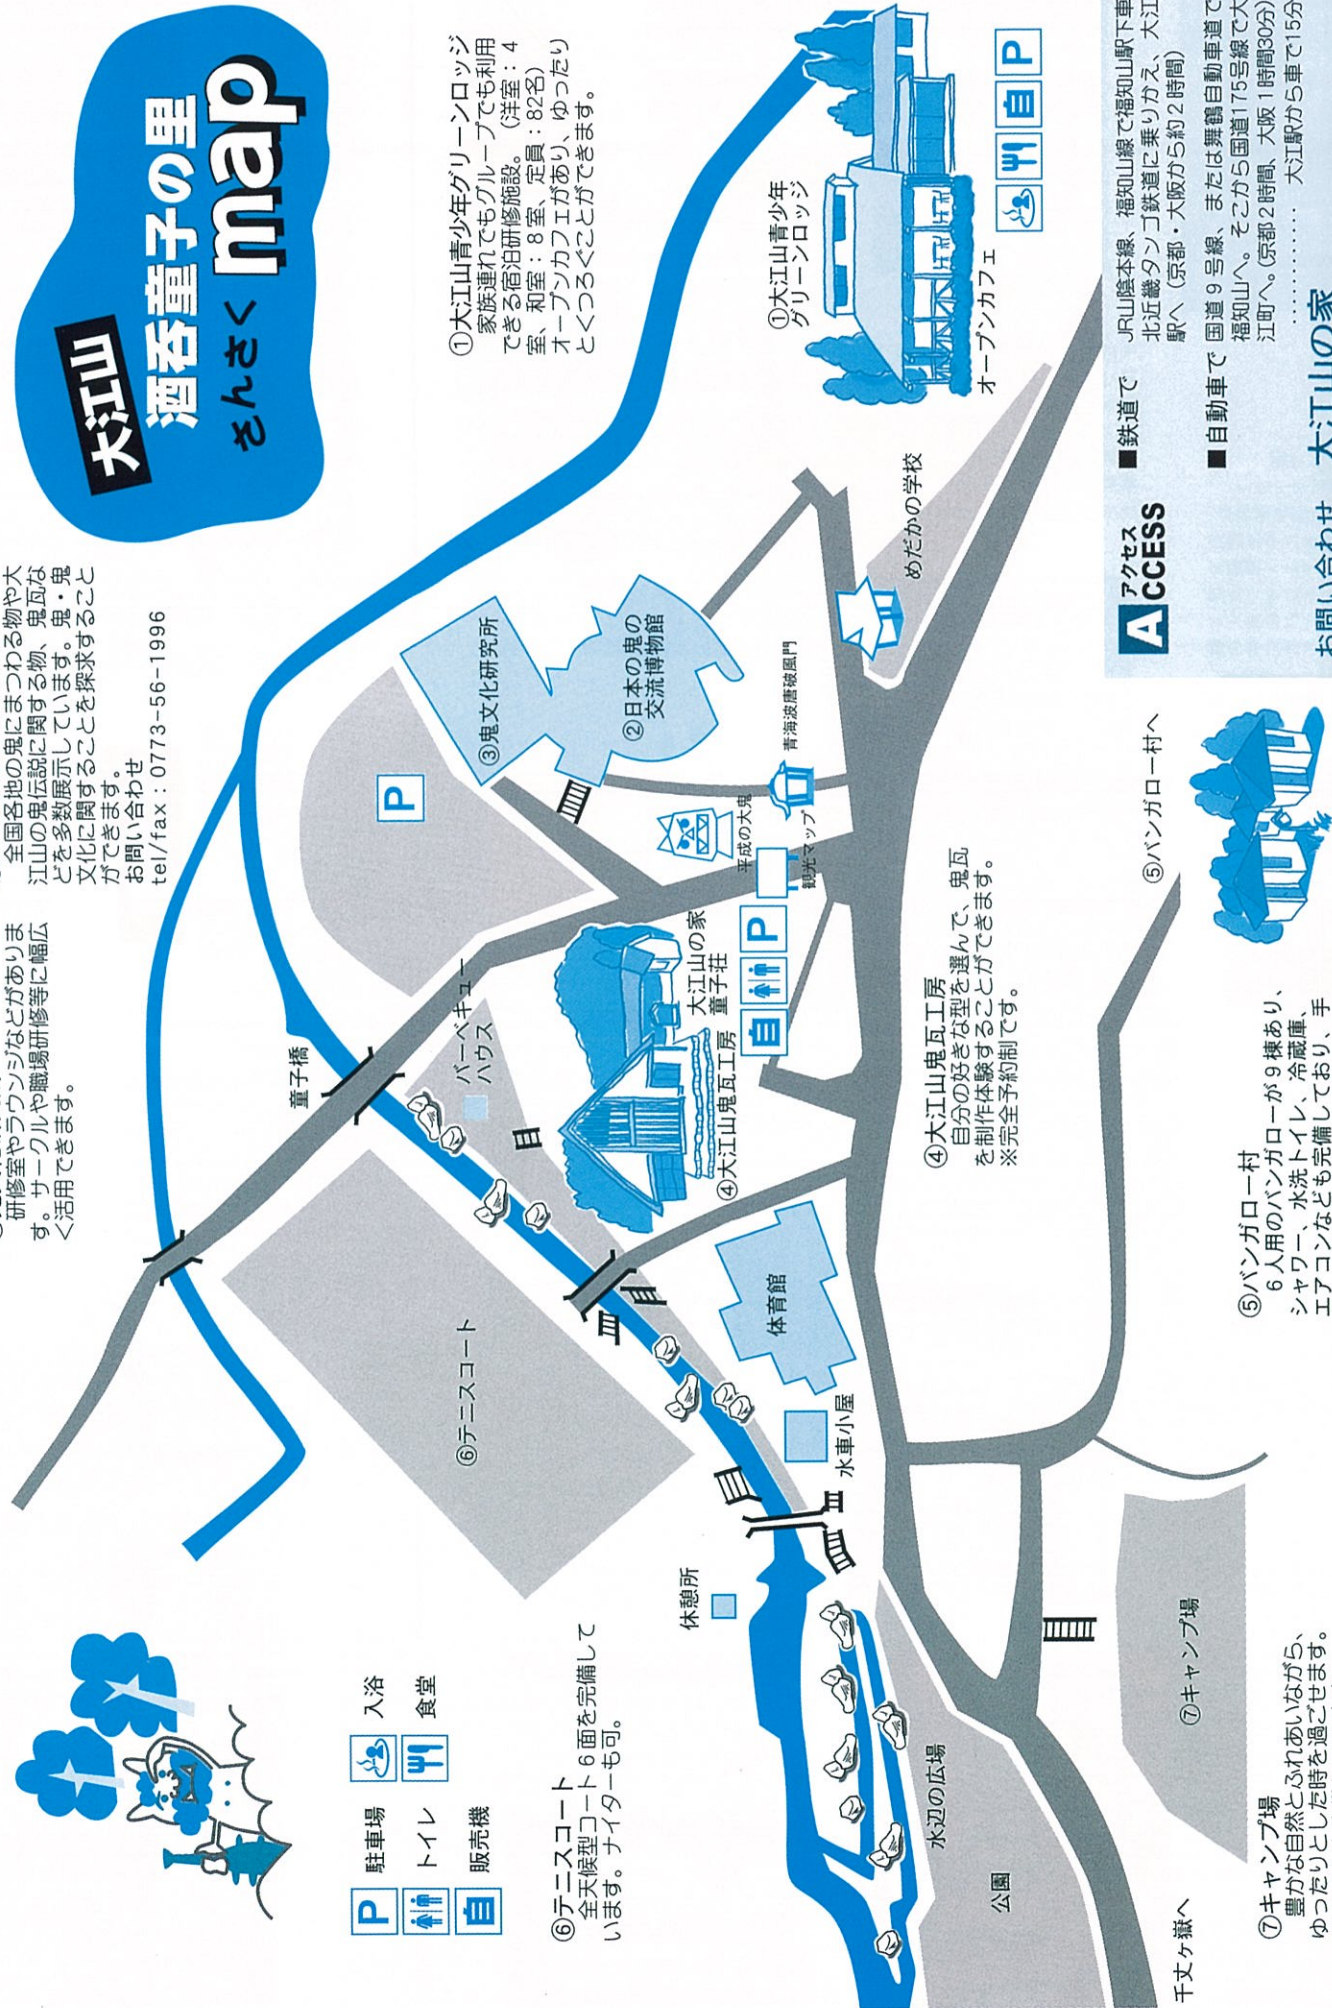 大江山
酒呑童子の里
さんさく map
全国各地の鬼にまつわる物や大
江山の鬼伝説に関する物、鬼瓦な
どを多数展示しています。鬼・鬼
文化に関することを探求すること
ができます。
お問い合わせ
tel/fax：0773-56-1996
研修室やラウンジなどがありま
す。サークルや職場研修等に幅広
く活用できます。
①大江山青少年グリーンロッジ
家族連れでもグループでも利用
できる宿泊研修施設。（洋室：4
室、和室：8室、定員：82名）
オープンカフェがあり、ゆったり
とくつろぐことができます。
①大江山青少年
グリーンロッジ
オープンカフェ
自
P
③鬼文化研究所
②日本の鬼の
交流博物館
P
めだかの学校
青海波唐破風門
平成の大鬼
観光マップ
童子橋
バーベキュー
ハウス
大江山の家
童子荘
④大江山鬼瓦工房
自
P
⑥テニスコート
体育館
水車小屋
休憩所
水辺の広場
公園
千丈ヶ嶽へ
⑦キャンプ場
⑤バンガロー村へ
P 駐車場
入浴
トイレ
食堂
自 販売機
⑥テニスコート
全天候型コート6面を完備して
います。ナイターも可。
④大江山鬼瓦工房
自分の好きな型を選んで、鬼瓦
を制作体験することができます。
※完全予約制です。
⑤バンガロー村
6人用のバンガローが9棟あり、
シャワー、水洗トイレ、冷蔵庫、
エアコンなども完備しており、手
⑦キャンプ場
豊かな自然とふれあいながら、
ゆったりとした時を過ごせます。
アクセス
ACCESS
■鉄道で JR山陰本線、福知山線で福知山駅下車
北近畿タンゴ鉄道に乗りかえ、大江
駅へ（京都・大阪から約2時間）
■自動車で 国道9号線、または舞鶴自動車道で
福知山へ。そこから国道175号線で大
江町へ。（京都2時間、大阪1時間30分）
………… 大江駅から車で15分
お問い合わせ 大江山の家